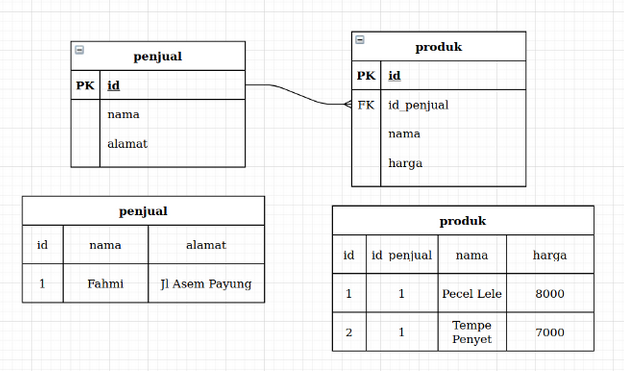 penjual
PK id
nama
alamat
produk
PK id
FK id_penjual
nama
harga
penjual
id nama alamat
1 Fahmi Jl Asem Payung
produk
id id_penjual nama harga
1 1 Pecel Lele 8000
2 1 Tempe Penyet 7000